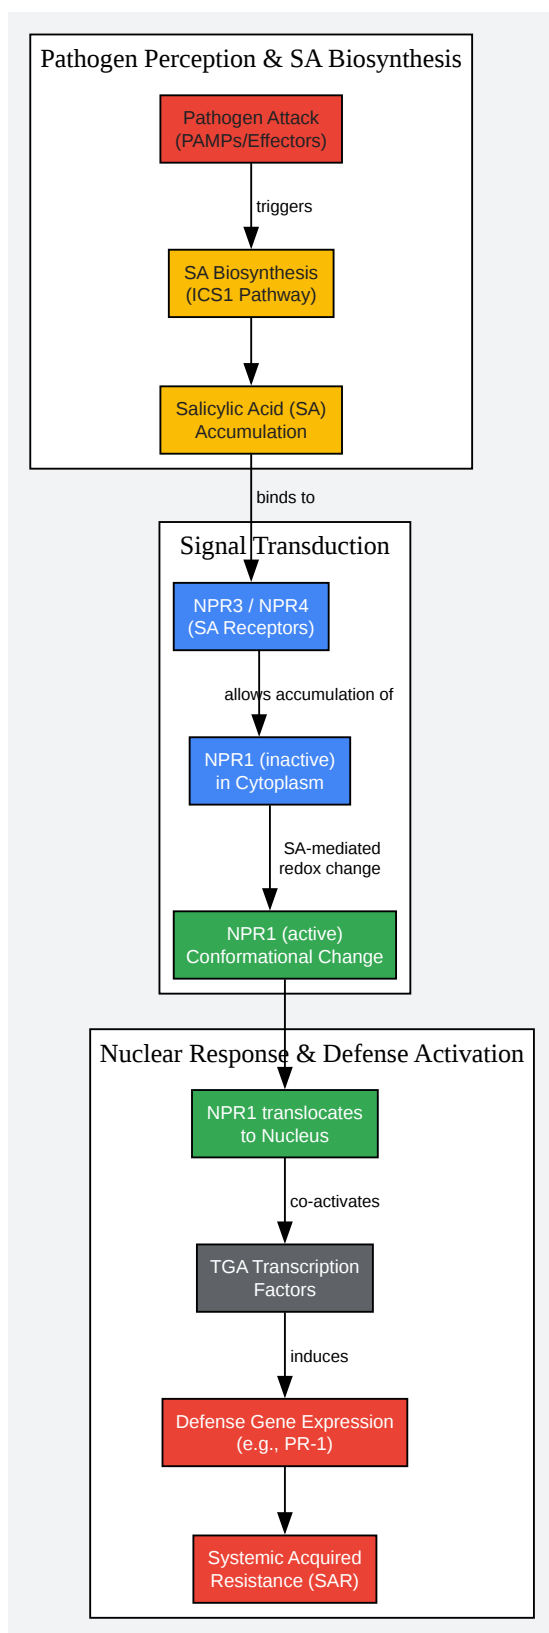 Pathogen Perception & SA Biosynthesis
Pathogen Attack
(PAMPs/Effectors)
triggers
SA Biosynthesis
(ICS1 Pathway)
Salicylic Acid (SA)
Accumulation
binds to
Signal Transduction
NPR3 / NPR4
(SA Receptors)
allows accumulation of
NPR1 (inactive)
in Cytoplasm
SA-mediated
redox change
NPR1 (active)
Conformational Change
Nuclear Response & Defense Activation
NPR1 translocates
to Nucleus
co-activates
TGA Transcription
Factors
induces
Defense Gene Expression
(e.g., PR-1)
Systemic Acquired
Resistance (SAR)